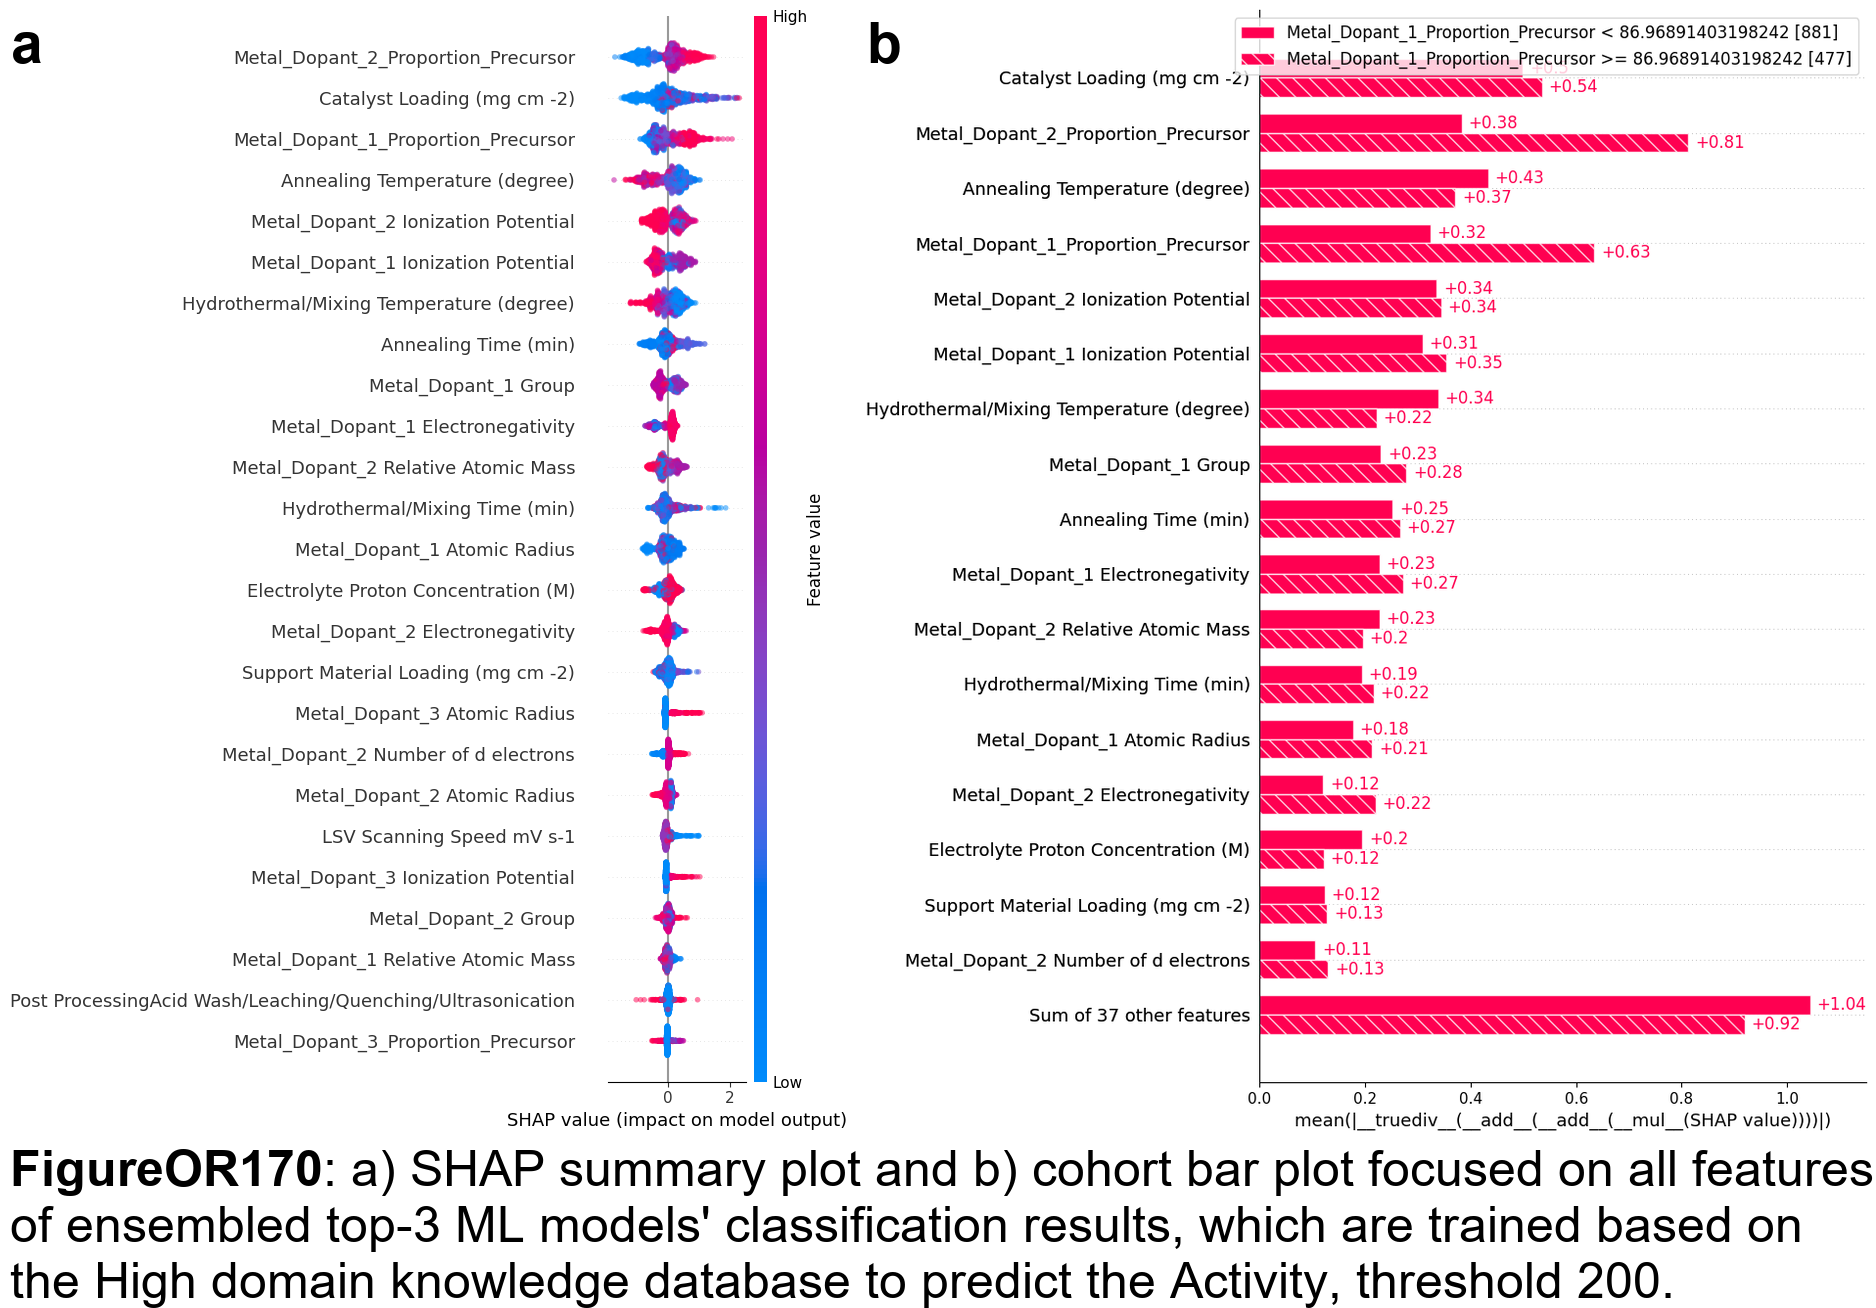 a
High
Metal_Dopant_2_Proportion_Precursor
Catalyst Loading (mg cm -2)
Metal_Dopant_1_Proportion_Precursor
Annealing Temperature (degree)
Metal_Dopant_2 Ionization Potential
Metal_Dopant_1 Ionization Potential
Hydrothermal/Mixing Temperature (degree)
Annealing Time (min)
Metal_Dopant_1 Group
Metal_Dopant_1 Electronegativity
Metal_Dopant_2 Relative Atomic Mass
Hydrothermal/Mixing Time (min)
Metal_Dopant_1 Atomic Radius
Electrolyte Proton Concentration (M)
Metal_Dopant_2 Electronegativity
Support Material Loading (mg cm -2)
Metal_Dopant_3 Atomic Radius
Metal_Dopant_2 Number of d electrons
Metal_Dopant_2 Atomic Radius
LSV Scanning Speed mV s-1
Metal_Dopant_3 Ionization Potential
Metal_Dopant_2 Group
Metal_Dopant_1 Relative Atomic Mass
Post ProcessingAcid Wash/Leaching/Quenching/Ultrasonication
Metal_Dopant_3_Proportion_Precursor
Feature value
Low
0 2
SHAP value (impact on model output)
b
Metal_Dopant_1_Proportion_Precursor < 86.96891403198242 [881]
Metal_Dopant_1_Proportion_Precursor >= 86.96891403198242 [477]
Catalyst Loading (mg cm -2)
+0.5
+0.54
Metal_Dopant_2_Proportion_Precursor
+0.38
+0.81
Annealing Temperature (degree)
+0.43
+0.37
Metal_Dopant_1_Proportion_Precursor
+0.32
+0.63
Metal_Dopant_2 Ionization Potential
+0.34
+0.34
Metal_Dopant_1 Ionization Potential
+0.31
+0.35
Hydrothermal/Mixing Temperature (degree)
+0.34
+0.22
Metal_Dopant_1 Group
+0.23
+0.28
Annealing Time (min)
+0.25
+0.27
Metal_Dopant_1 Electronegativity
+0.23
+0.27
Metal_Dopant_2 Relative Atomic Mass
+0.23
+0.2
Hydrothermal/Mixing Time (min)
+0.19
+0.22
Metal_Dopant_1 Atomic Radius
+0.18
+0.21
Metal_Dopant_2 Electronegativity
+0.12
+0.22
Electrolyte Proton Concentration (M)
+0.2
+0.12
Support Material Loading (mg cm -2)
+0.12
+0.13
Metal_Dopant_2 Number of d electrons
+0.11
+0.13
Sum of 37 other features
+1.04
+0.92
0.0 0.2 0.4 0.6 0.8 1.0
mean(|__truediv__(__add__(__add__(__mul__(SHAP value))))|)
FigureOR170: a) SHAP summary plot and b) cohort bar plot focused on all features
of ensembled top-3 ML models' classification results, which are trained based on
the High domain knowledge database to predict the Activity, threshold 200.